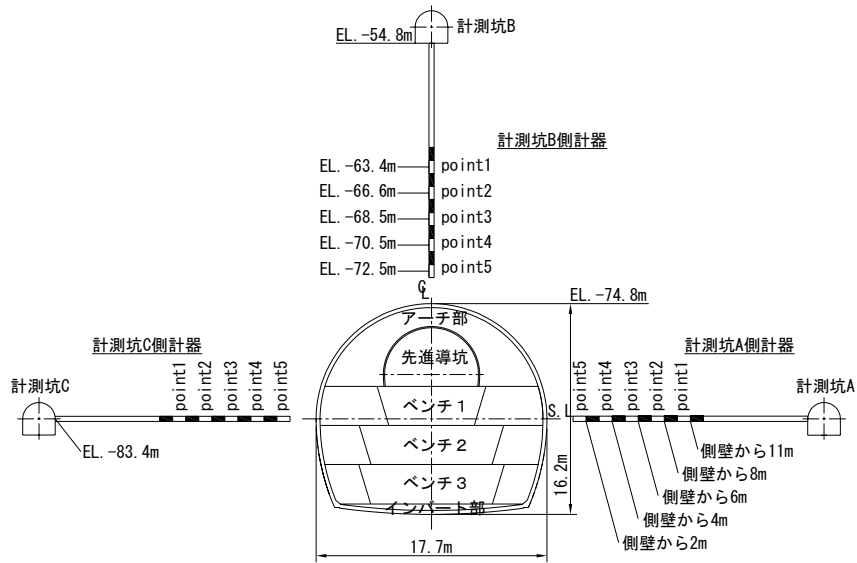 計測坑B
EL.-54.8m
計測坑B側計器
EL.-63.4m point1
EL.-66.6m point2
EL.-68.5m point3
EL.-70.5m point4
EL.-72.5m point5
CL
EL.-74.8m
アーチ部
先進導坑
計測坑C側計器
計測坑A側計器
計測坑C
point1
point2
point3
point4
point5
point5
point4
point3
point2
point1
計測坑A
ベンチ1
S.L
EL.-83.4m
ベンチ2
ベンチ3
インバート部
16.2m
17.7m
側壁から11m
側壁から8m
側壁から6m
側壁から4m
側壁から2m